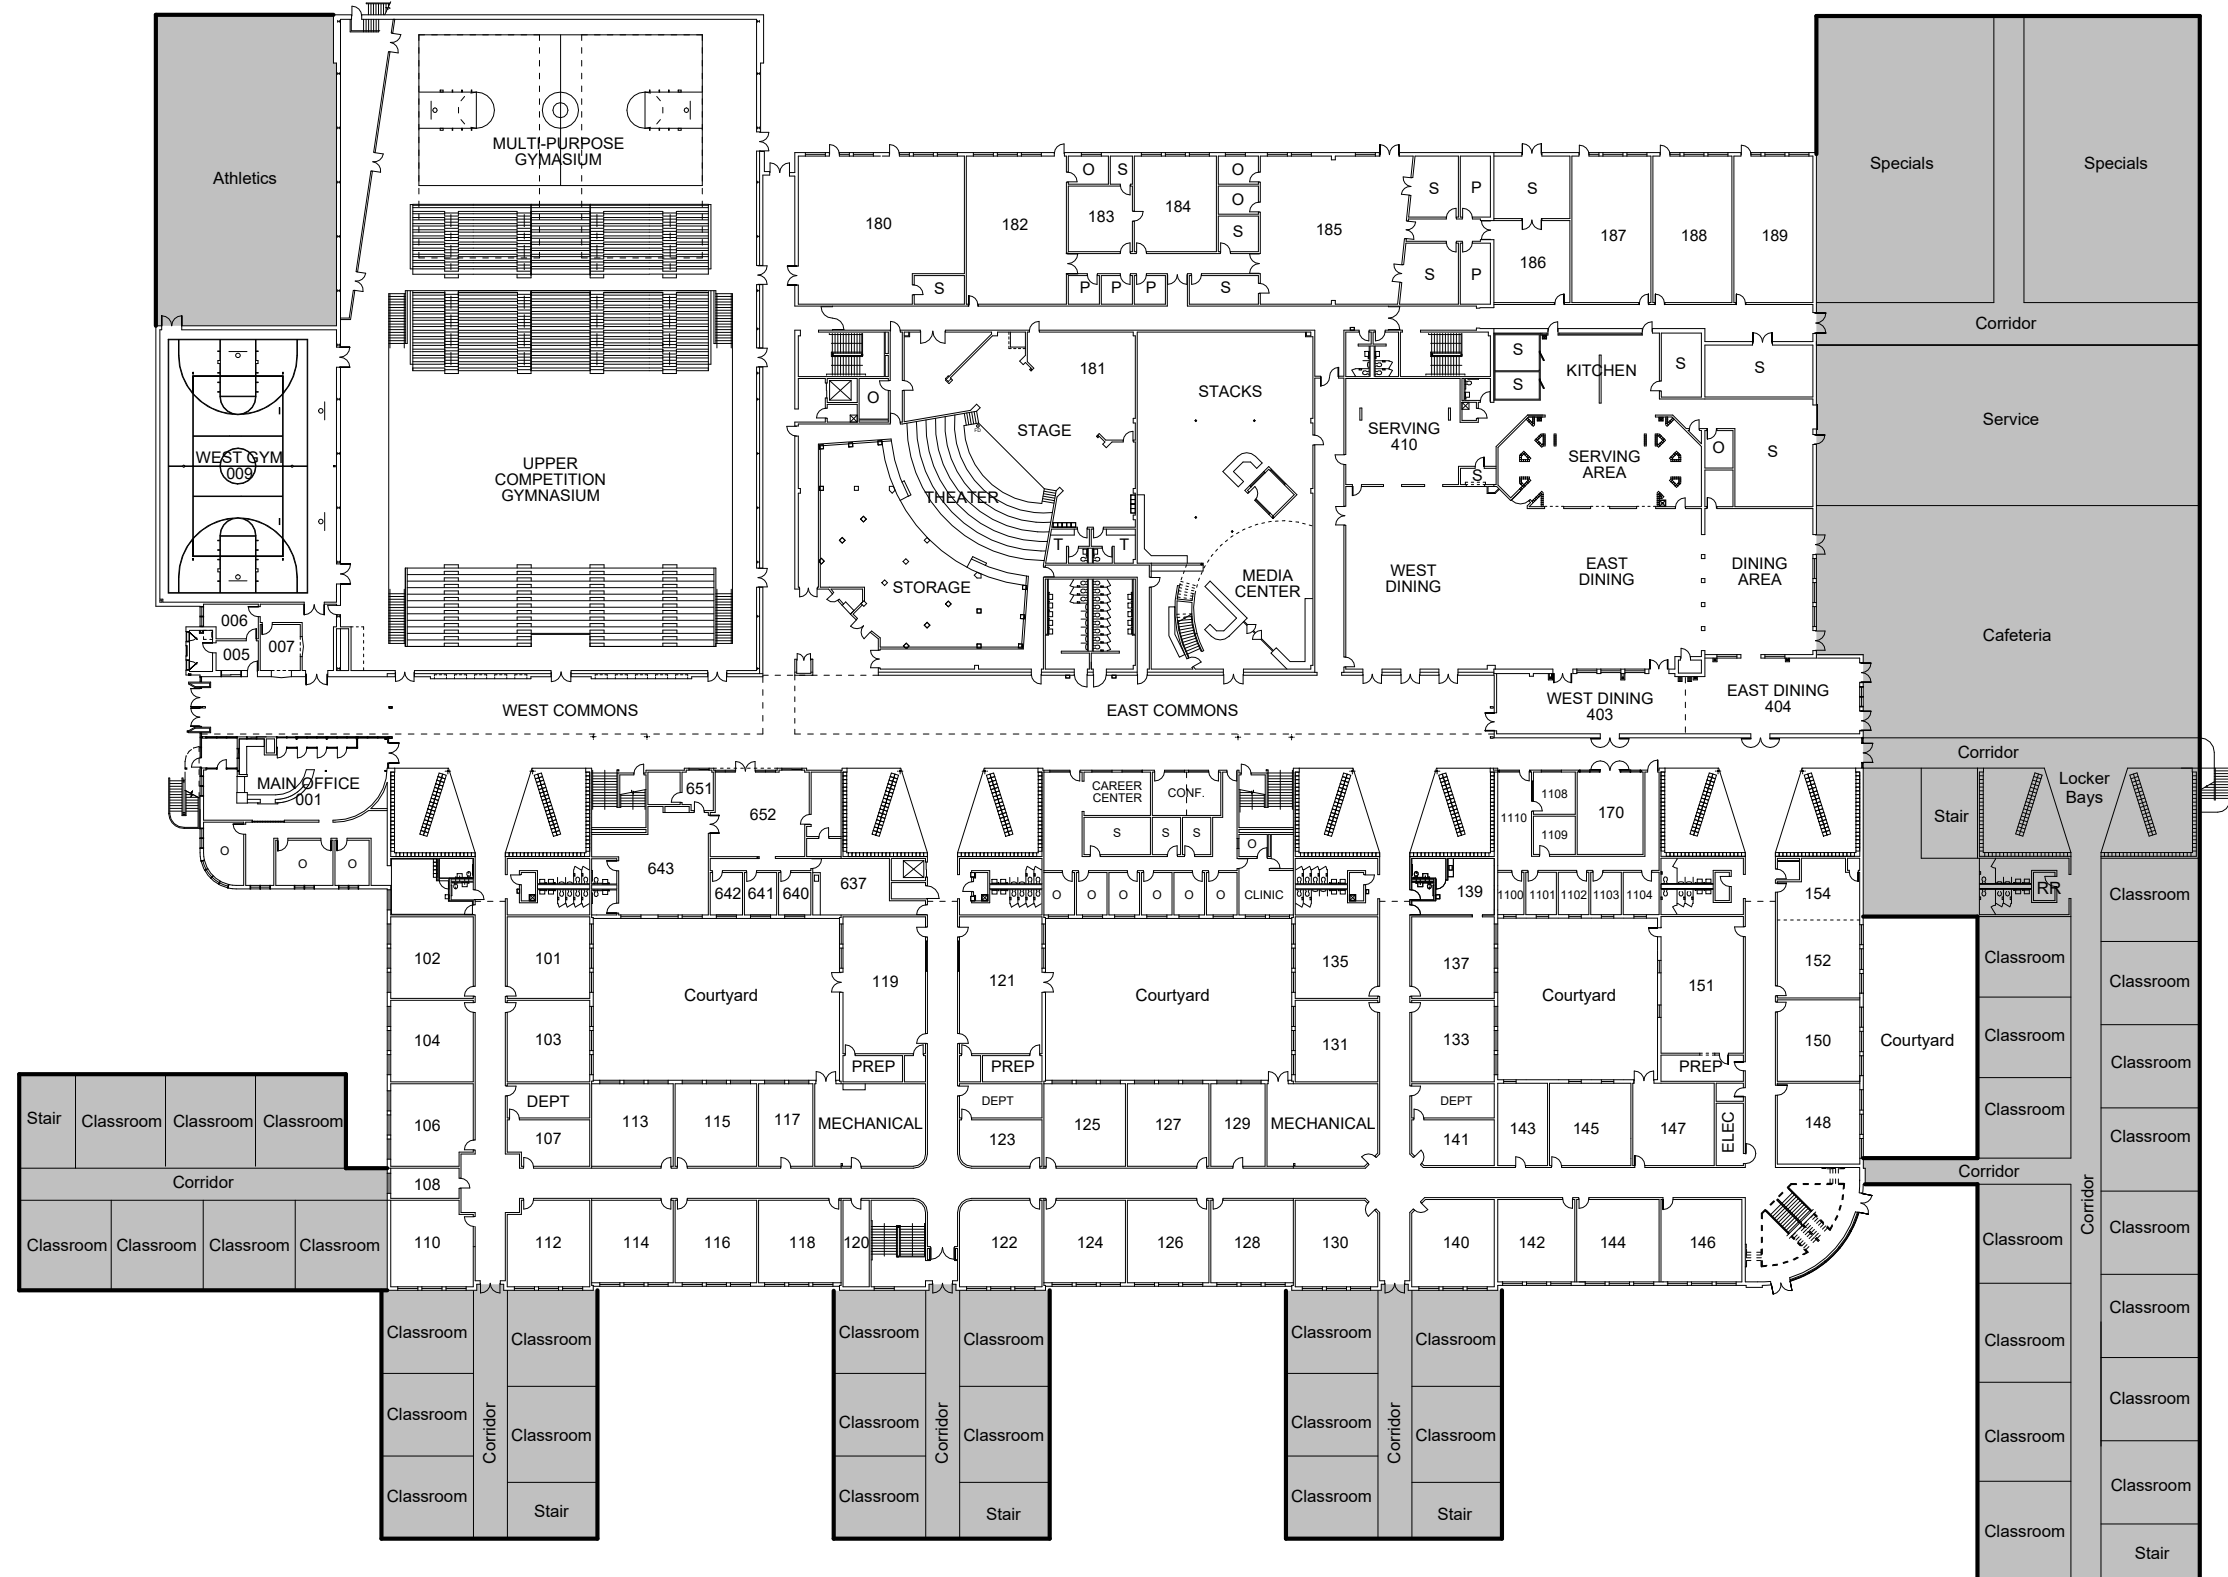 Athletics
MULTI-PURPOSE
GYMASIUM
Specials
Specials
180
182
O
S
183
184
O
O
S
185
S
P
S
187
188
189
186
S
P
S
P
P
P
S
Corridor
181
STACKS
S
S
KITCHEN
S
S
O
STAGE
SERVING
410
Service
WEST GYM
009
UPPER
COMPETITION
GYMNASIUM
THEATER
SERVING
AREA
O
S
S
T
T
STORAGE
MEDIA
CENTER
WEST
DINING
EAST
DINING
DINING
AREA
Cafeteria
006
005
007
WEST COMMONS
EAST COMMONS
WEST DINING
403
EAST DINING
404
Corridor
MAIN OFFICE
001
651
652
CAREER
CENTER
CONF.
1108
1110
1109
170
Locker
Bays
Stair
S
S
S
O
O
O
O
643
642
641
640
637
O
O
O
O
O
O
CLINIC
139
1100
1101
1102
1103
1104
154
RR
Classroom
102
101
Courtyard
119
121
Courtyard
135
137
Courtyard
151
152
Classroom
Classroom
104
103
131
133
150
Courtyard
Classroom
Classroom
PREP
PREP
PREP
Stair
Classroom
Classroom
Classroom
106
DEPT
107
113
115
117
MECHANICAL
DEPT
123
125
127
129
MECHANICAL
DEPT
141
143
145
147
ELEC
148
Classroom
Classroom
Corridor
108
Corridor
Corridor
Classroom
Classroom
Classroom
Classroom
110
112
114
116
118
120
122
124
126
128
130
140
142
144
146
Classroom
Classroom
Classroom
Classroom
Classroom
Classroom
Classroom
Classroom
Classroom
Classroom
Classroom
Corridor
Classroom
Classroom
Corridor
Classroom
Classroom
Corridor
Classroom
Classroom
Classroom
Classroom
Stair
Classroom
Stair
Classroom
Stair
Classroom
Classroom
Classroom
Stair